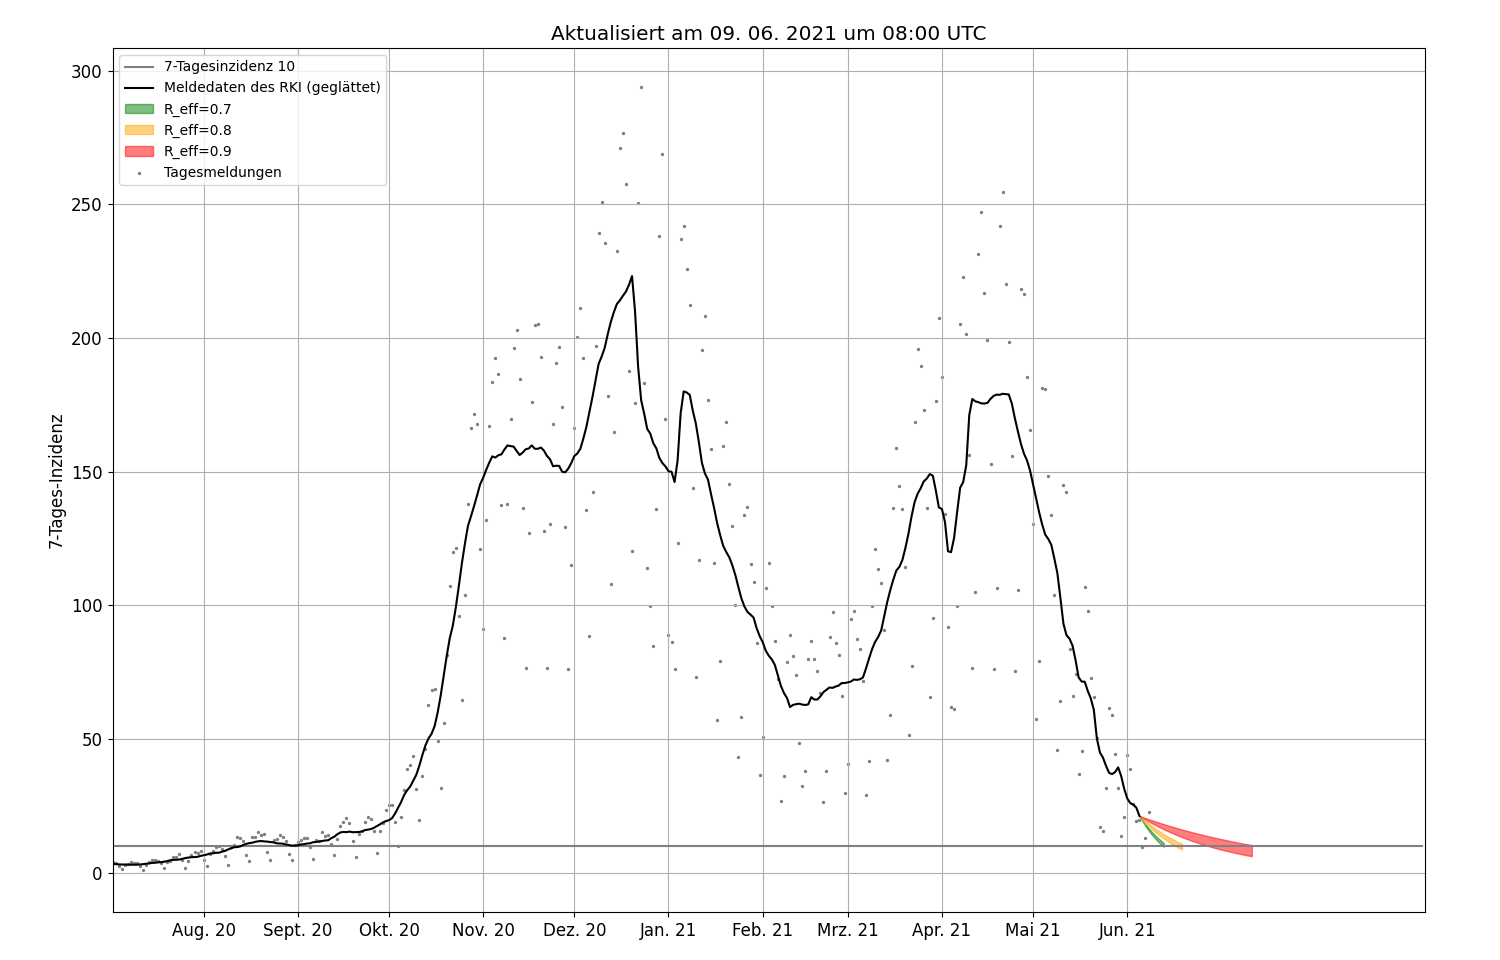 Aktualisiert am 09. 06. 2021 um 08:00 UTC
7-Tagesinzidenz 10
Meldedaten des RKI (geglättet)
R_eff=0.7
R_eff=0.8
R_eff=0.9
Tagesmeldungen
7-Tages-Inzidenz
300
250
200
150
100
50
0
Aug. 20 Sept. 20 Okt. 20 Nov. 20 Dez. 20 Jan. 21 Feb. 21 Mrz. 21 Apr. 21 Mai 21 Jun. 21